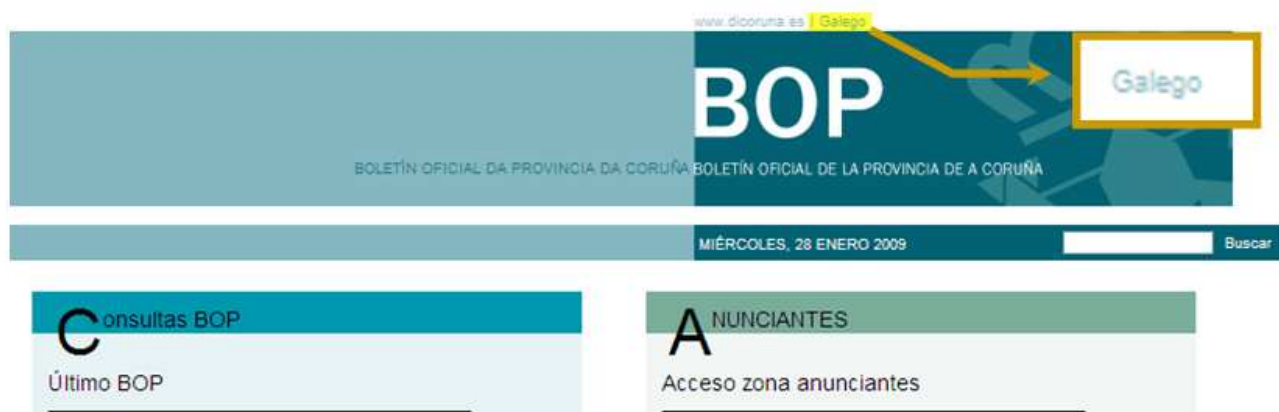 www.dicoruna.es | Galego
Galego
BOP
BOLETÍN OFICIAL DA PROVINCIA DA CORUÑA BOLETÍN OFICIAL DE LA PROVINCIA DE A CORUÑA
MIÉRCOLES, 28 ENERO 2009 Buscar
Consultas BOP
ANUNCIANTES
Último BOP
Acceso zona anunciantes